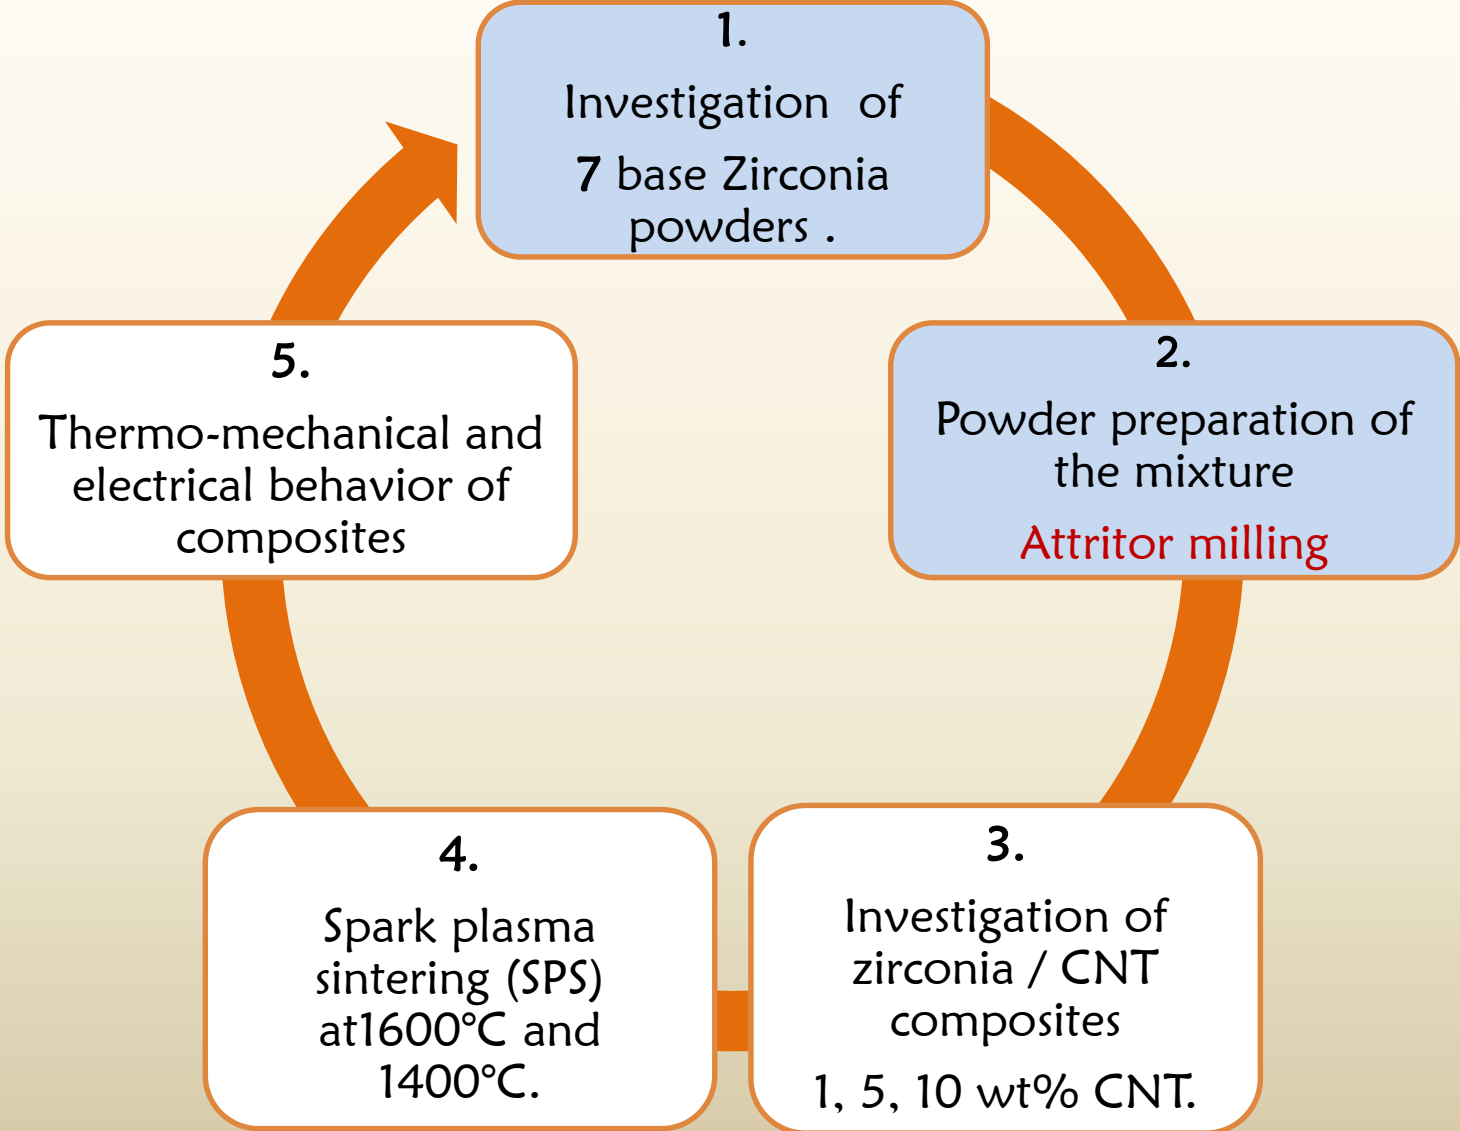 1.
Investigation of
7 base Zirconia
powders .
2.
Powder preparation of
the mixture
Attritor milling
3.
Investigation of
zirconia / CNT
composites
1, 5, 10 wt% CNT.
4.
Spark plasma
sintering (SPS)
at1600°C and
1400°C.
5.
Thermo-mechanical and
electrical behavior of
composites